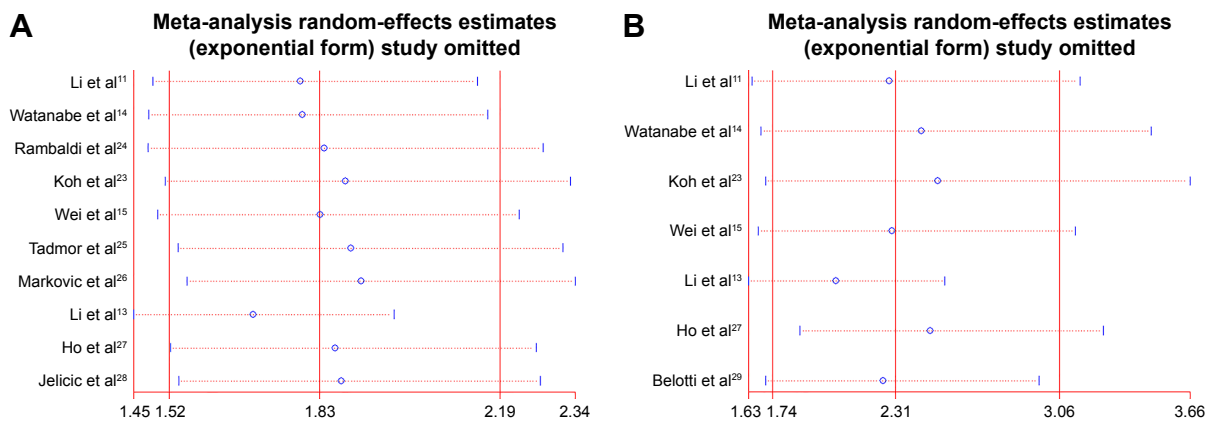 A
Meta-analysis random-effects estimates
(exponential form) study omitted
Li et al¹¹
Watanabe et al¹⁴
Rambaldi et al²⁴
Koh et al²³
Wei et al¹⁵
Tadmor et al²⁵
Markovic et al²⁶
Li et al¹³
Ho et al²⁷
Jelicic et al²⁸
1.45 1.52 1.83 2.19 2.34
B
Meta-analysis random-effects estimates
(exponential form) study omitted
Li et al¹¹
Watanabe et al¹⁴
Koh et al²³
Wei et al¹⁵
Li et al¹³
Ho et al²⁷
Belotti et al²⁹
1.63 1.74 2.31 3.06 3.66